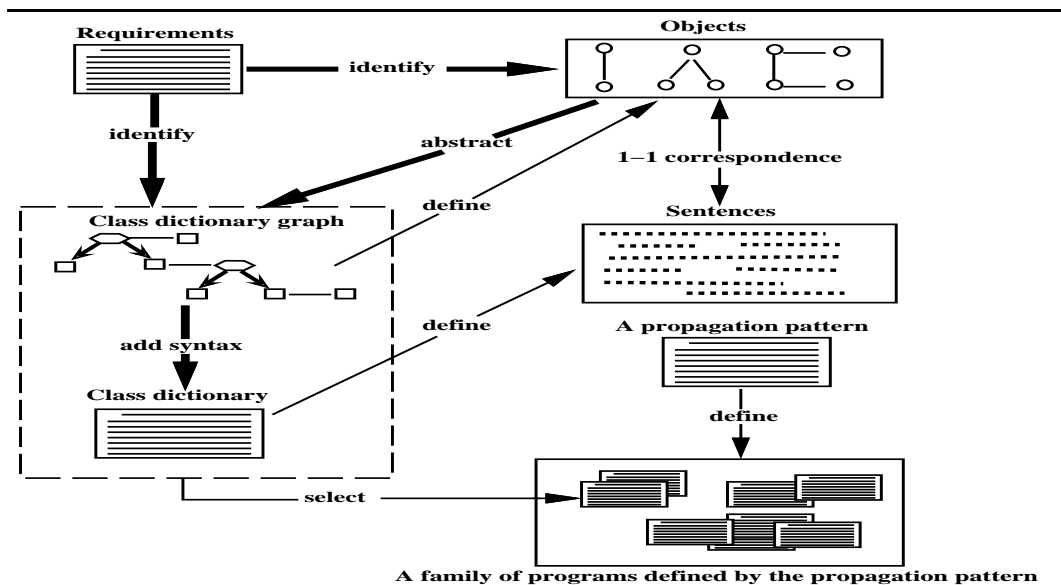 Requirements
Objects
identify
identify
abstract
1–1 correspondence
define
Class dictionary graph
Sentences
define
add syntax
A propagation pattern
Class dictionary
define
select
A family of programs defined by the propagation pattern